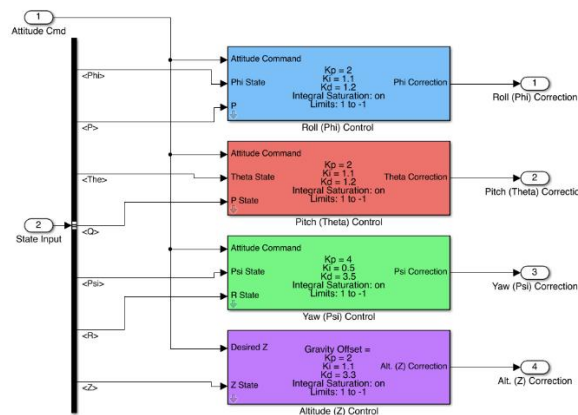 1
Attitude Cmd
<Phi>
<P>
<The>
2
State Input
<Q>
<Psi>
<R>
<Z>
Attitude Command
Kp = 2
Phi State
Ki = 1.1
Phi Correction
Kd = 1.2
Integral Saturation: on
P
Limits: 1 to -1
Roll (Phi) Control
1
Roll (Phi) Correction
Attitude Command
Kp = 2
Theta State
Ki = 1.1
Theta Correction
Kd = 1.2
Integral Saturation: on
P State
Limits: 1 to -1
Pitch (Theta) Control
2
Pitch (Theta) Correctic
Attitude Command
Kp = 4
Psi State
Ki = 0.5
Psi Correction
Kd = 3.5
Integral Saturation: on
R State
Limits: 1 to -1
Yaw (Psi) Control
3
Yaw (Psi) Correction
Desired Z
Gravity Offset =
Kp = 2
Ki = 1.1
Alt. (Z) Correction
Z State
Kd = 3.3
Integral Saturation: on
Limits: 1 to -1
Altitude (Z) Control
4
Alt. (Z) Correction